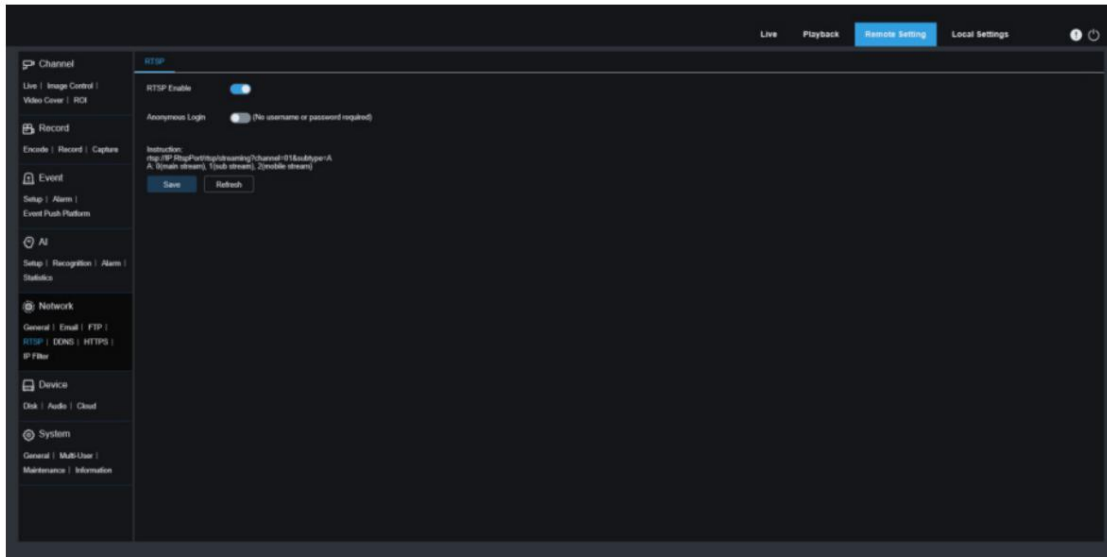 Live Playback Remote Setting Local Settings
Channel
Live | Image Control |
Video Cover | ROI
Record
Encode | Record | Capture
Event
Setup | Alarm |
Event Push Platform
AI
Setup | Recognition | Alarm |
Statistics
Network
General | Email | FTP |
RTSP | DDNS | HTTPS |
IP Filter
Device
Disk | Audio | Cloud
System
General | Multi-User |
Maintenance | Information
RTSP
RTSP Enable
Anonymous Login (No username or password required)
Instruction:
rtsp://IP:RtspPort/rtsp/streaming?channel=01&subtype=A
A: 0(main stream), 1(sub stream), 2(mobile stream)
Save Refresh